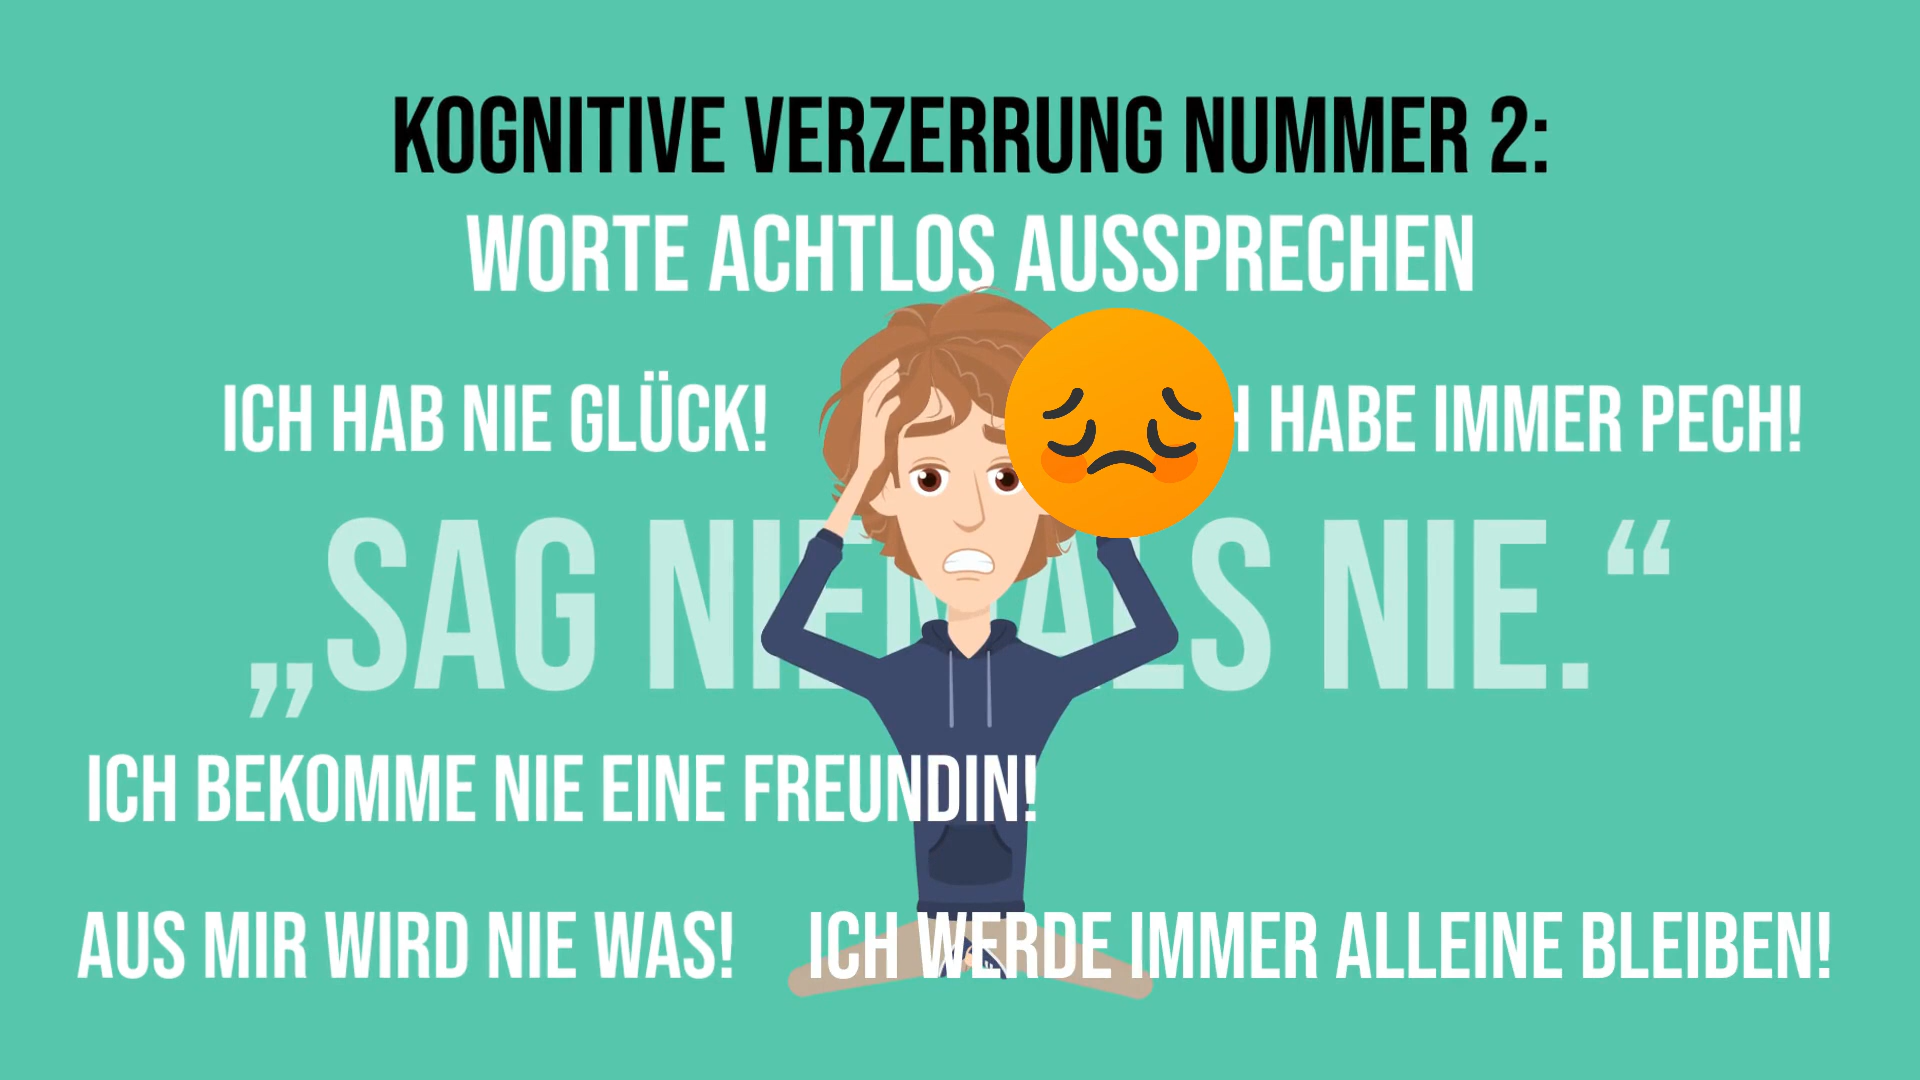 KOGNITIVE VERZERRUNG NUMMER 2:
WORTE ACHTLOS AUSSPRECHEN
ICH HAB NIE GLÜCK!
HABE IMMER PECH!
„SAG NIEMALS NIE.“
ICH BEKOMME NIE EINE FREUNDIN!
AUS MIR WIRD NIE WAS!
ICH WERDE IMMER ALLEINE BLEIBEN!